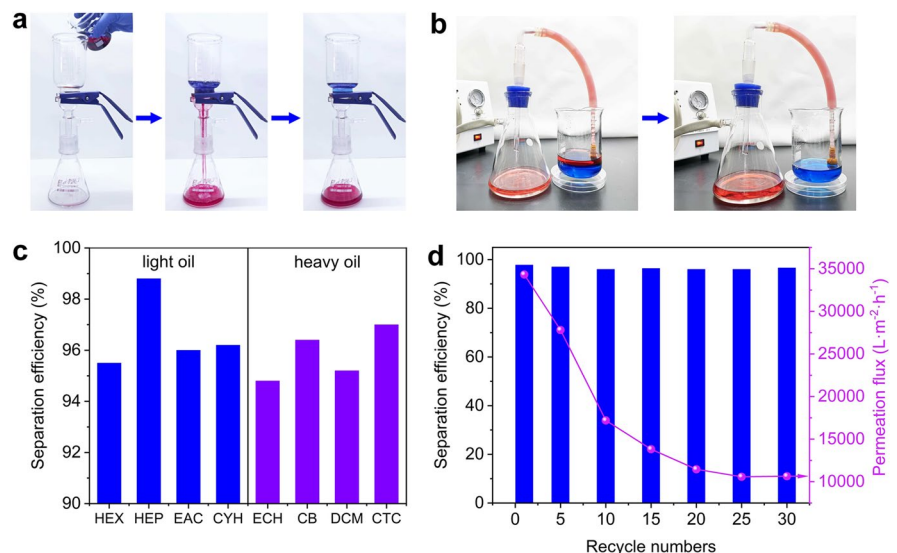 a
b
c
100
98
96
94
92
90
Separation efficiency (%)
light oil
heavy oil
HEX HEP EAC CYH ECH CB DCM CTC
d
100
80
60
40
20
0
Separation efficiency (%)
0 5 10 15 20 25 30
Recycle numbers
35000
30000
25000
20000
15000
10000
Permeation flux (L·m⁻²·h⁻¹)